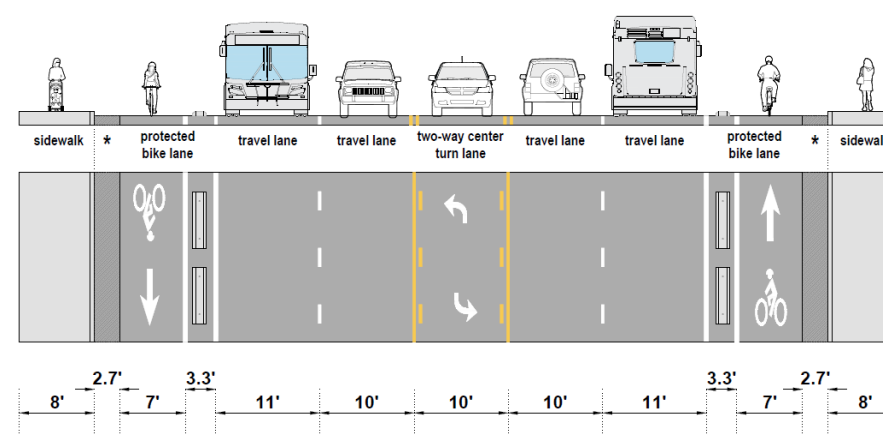 sidewalk * protected travel lane travel lane two-way center travel lane travel lane protected * sidewal
bike lane turn lane bike lane
2.7' 3.3' 3.3' 2.7'
8' 7' 11' 10' 10' 10' 11' 7' 8'